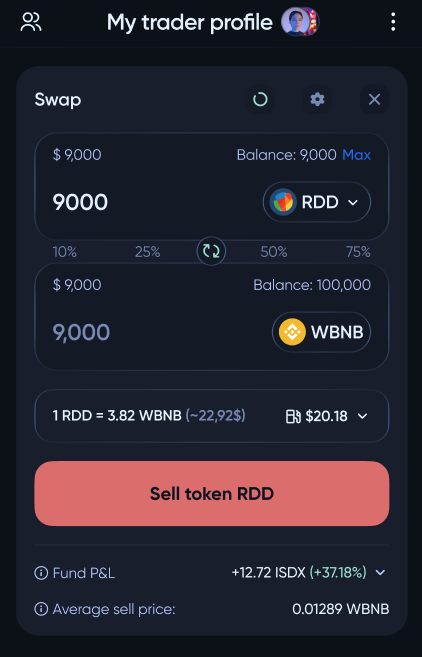 My trader profile
Swap
$ 9,000 Balance: 9,000 Max
9000 RDD
10% 25% 50% 75%
$ 9,000 Balance: 100,000
9,000 WBNB
1 RDD = 3.82 WBNB (~22,92$) $20.18
Sell token RDD
Fund P&L +12.72 ISDX (+37.18%)
Average sell price: 0.01289 WBNB